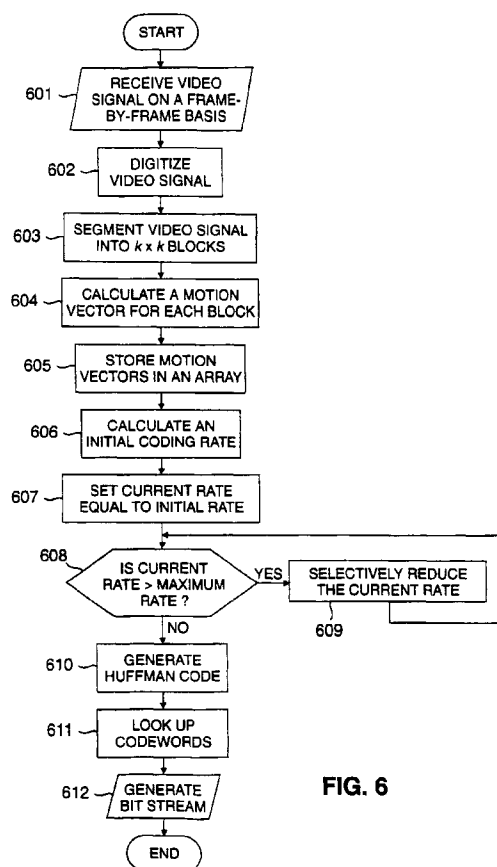 START
601
RECEIVE VIDEO
SIGNAL ON A FRAME-
BY-FRAME BASIS
602
DIGITIZE
VIDEO SIGNAL
603
SEGMENT VIDEO SIGNAL
INTO k x k BLOCKS
604
CALCULATE A MOTION
VECTOR FOR EACH BLOCK
605
STORE MOTION
VECTORS IN AN ARRAY
606
CALCULATE AN
INITIAL CODING RATE
607
SET CURRENT RATE
EQUAL TO INITIAL RATE
608
IS CURRENT
RATE > MAXIMUM
RATE ?
YES
SELECTIVELY REDUCE
THE CURRENT RATE
609
NO
610
GENERATE
HUFFMAN CODE
611
LOOK UP
CODEWORDS
612
GENERATE
BIT STREAM
FIG. 6
END